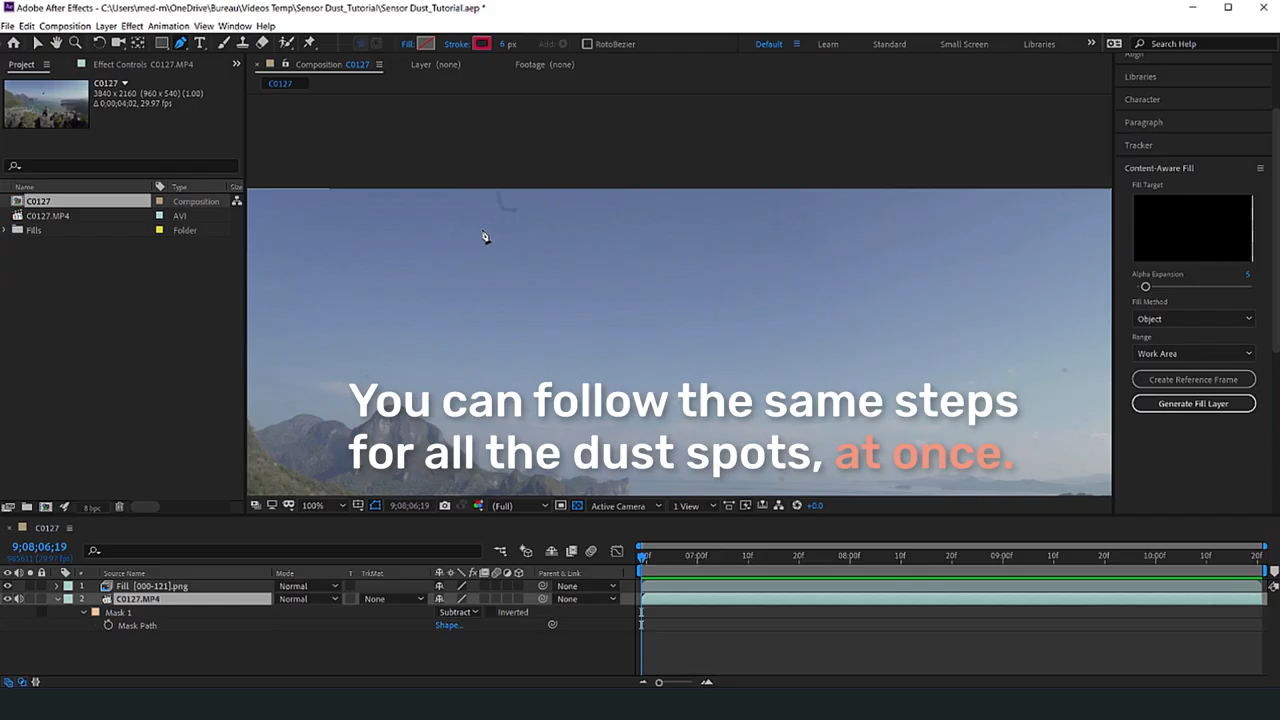 Adobe After Effects - C:\Users\med-m\OneDrive\Bureau\Videos Temp\Sensor Dust_Tutorial\Sensor Dust_Tutorial.aep *
File Edit Composition Layer Effect Animation View Window Help
Fill: Stroke: 6 px Add: RotoBezier Default Learn Standard Small Screen Libraries Search Help
Project Effect Controls C0127.MP4 Composition C0127 Layer (none) Footage (none) Align
C0127
3840 x 2160 (960 x 540) (1.00)
Δ 0;00;04;02, 29.97 fps)
C0127
Libraries
Character
Paragraph
Tracker
Content-Aware Fill
Fill Target
Name Type Size
C0127 Composition
C0127.MP4 AVI
Fills Folder
Alpha Expansion 5
Fill Method
Object
Range
Work Area
Create Reference Frame
Generate Fill Layer
You can follow the same steps
for all the dust spots, at once.
8 bpc 100% 9;08;06;19 (Full) Active Camera 1 View +0.0
C0127
9;08;06;19
985611 (29.97 fps)
07:00f 10f 20f 08:00f 10f 20f 09:00f 10f 20f 10:00f 10f 20f
# Source Name Mode T TrkMat Parent & Link
1 Fill [000-121].png Normal None
2 C0127.MP4 Normal None None
Mask 1 Subtract Inverted
Mask Path Shape...